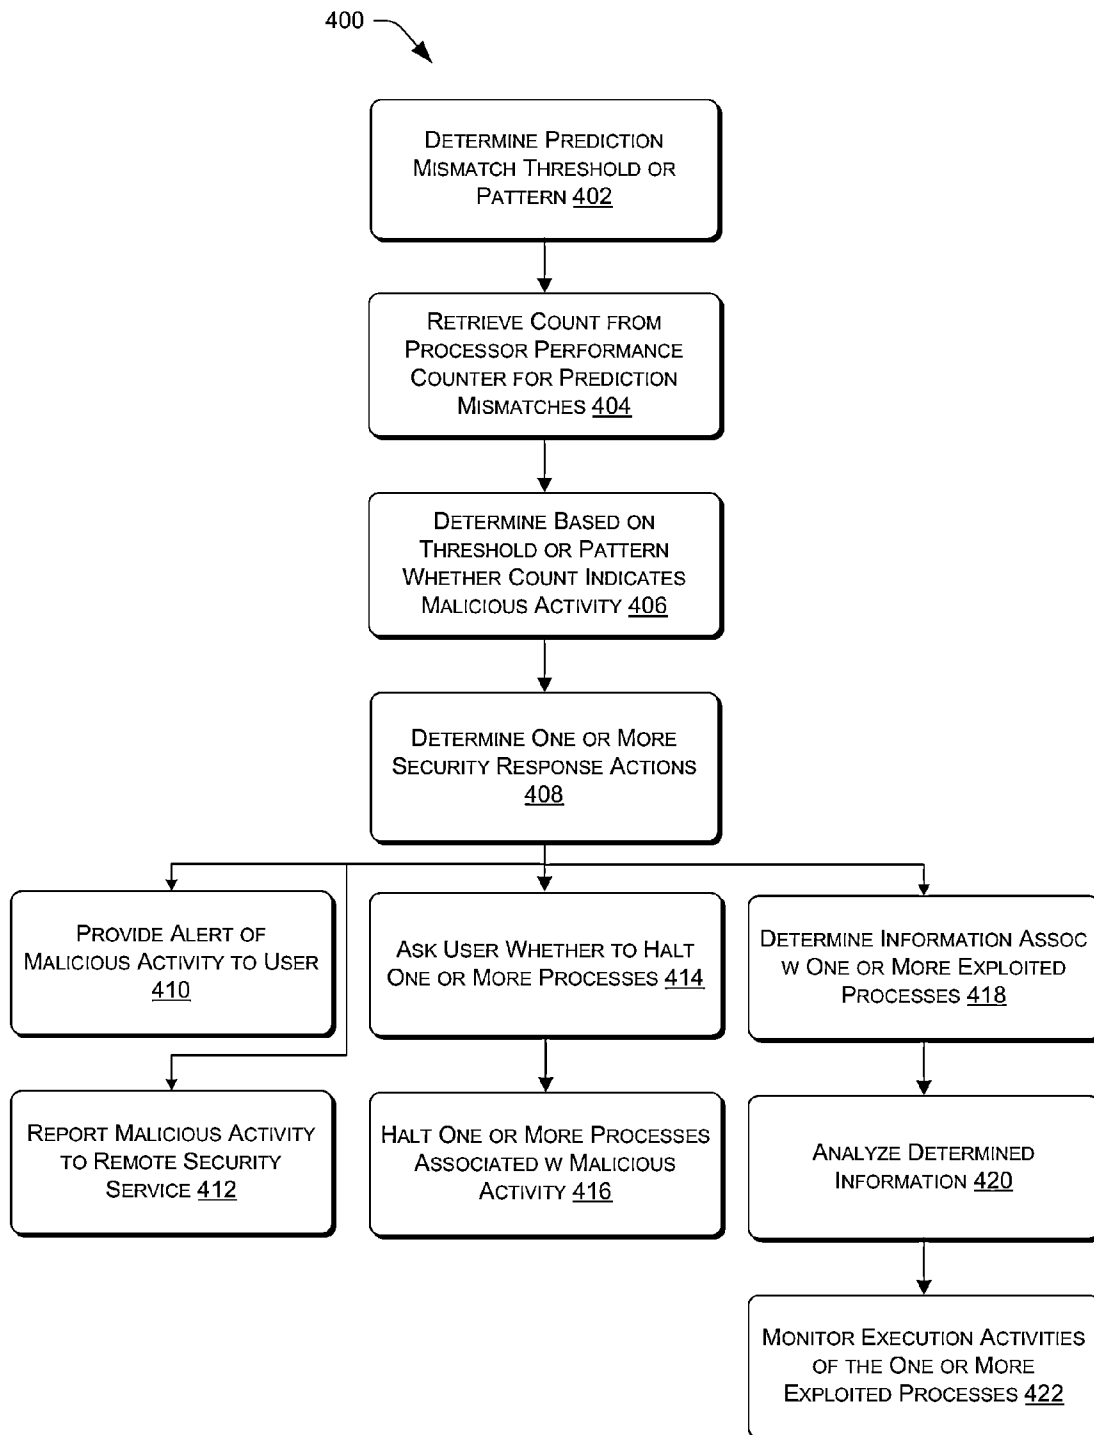 400
DETERMINE PREDICTION
MISMATCH THRESHOLD OR
PATTERN 402
RETRIEVE COUNT FROM
PROCESSOR PERFORMANCE
COUNTER FOR PREDICTION
MISMATCHES 404
DETERMINE BASED ON
THRESHOLD OR PATTERN
WHETHER COUNT INDICATES
MALICIOUS ACTIVITY 406
DETERMINE ONE OR MORE
SECURITY RESPONSE ACTIONS
408
PROVIDE ALERT OF
MALICIOUS ACTIVITY TO USER
410
REPORT MALICIOUS ACTIVITY
TO REMOTE SECURITY
SERVICE 412
ASK USER WHETHER TO HALT
ONE OR MORE PROCESSES 414
HALT ONE OR MORE PROCESSES
ASSOCIATED W MALICIOUS
ACTIVITY 416
DETERMINE INFORMATION ASSOC
W ONE OR MORE EXPLOITED
PROCESSES 418
ANALYZE DETERMINED
INFORMATION 420
MONITOR EXECUTION ACTIVITIES
OF THE ONE OR MORE
EXPLOITED PROCESSES 422